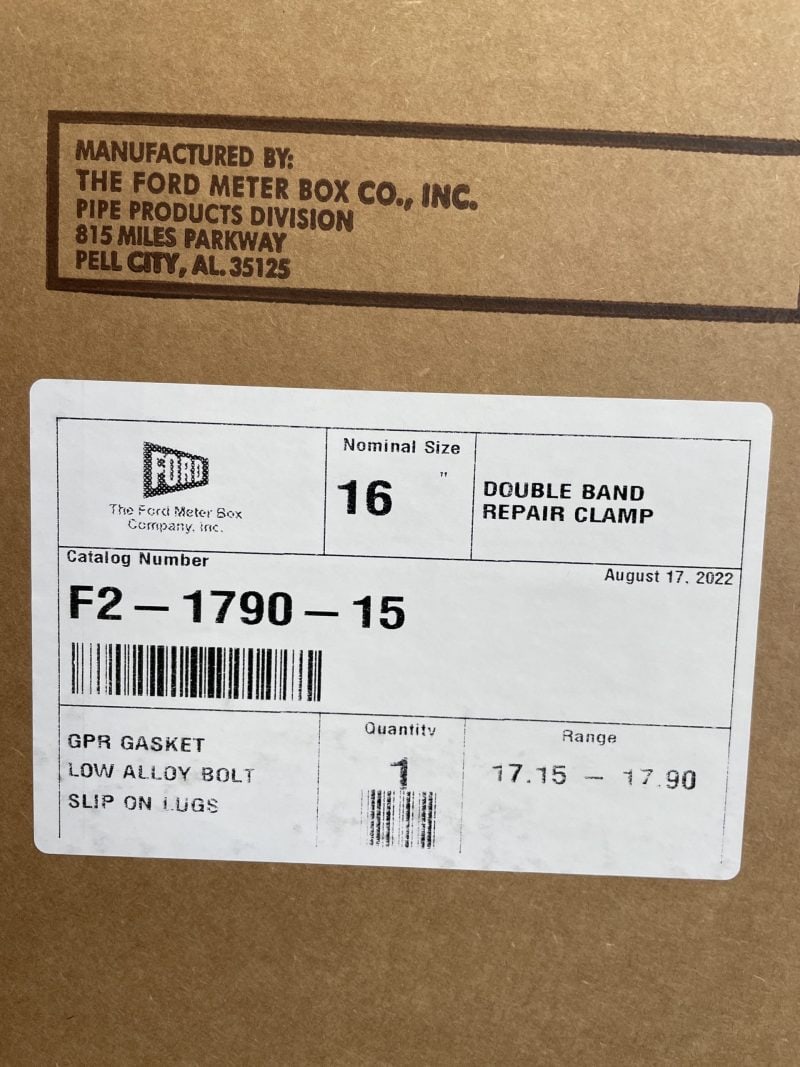 MANUFACTURED BY:
THE FORD METER BOX CO., INC.
PIPE PRODUCTS DIVISION
815 MILES PARKWAY
PELL CITY, AL. 35125
FORD
The Ford Meter Box
Company, Inc.
Nominal Size
16 "
DOUBLE BAND
REPAIR CLAMP
Catalog Number
August 17, 2022
F2 – 1790 – 15
GPR GASKET
LOW ALLOY BOLT
SLIP ON LUGS
Quantity
1
Range
17.15 – 17.90